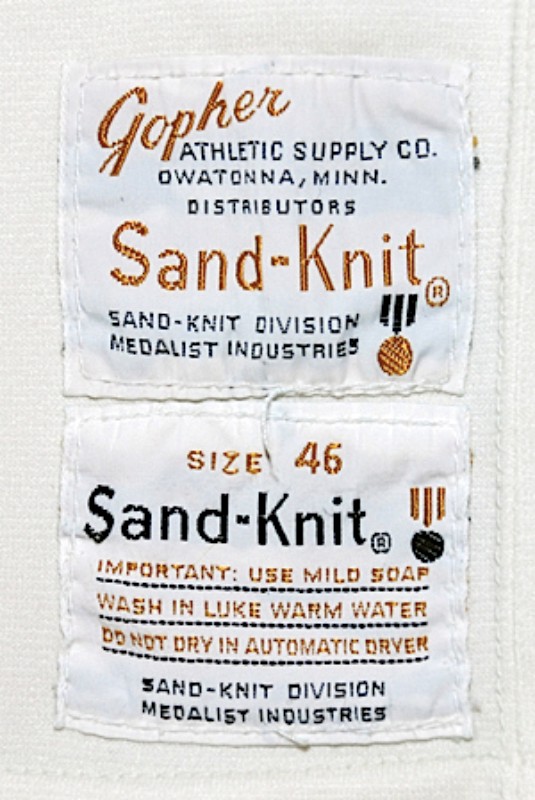 Gopher
ATHLETIC SUPPLY CO.
OWATONNA, MINN.
DISTRIBUTORS
Sand-Knit®
SAND-KNIT DIVISION
MEDALIST INDUSTRIES
SIZE 46
Sand-Knit®
IMPORTANT: USE MILD SOAP
WASH IN LUKE WARM WATER
DO NOT DRY IN AUTOMATIC DRYER
SAND-KNIT DIVISION
MEDALIST INDUSTRIES